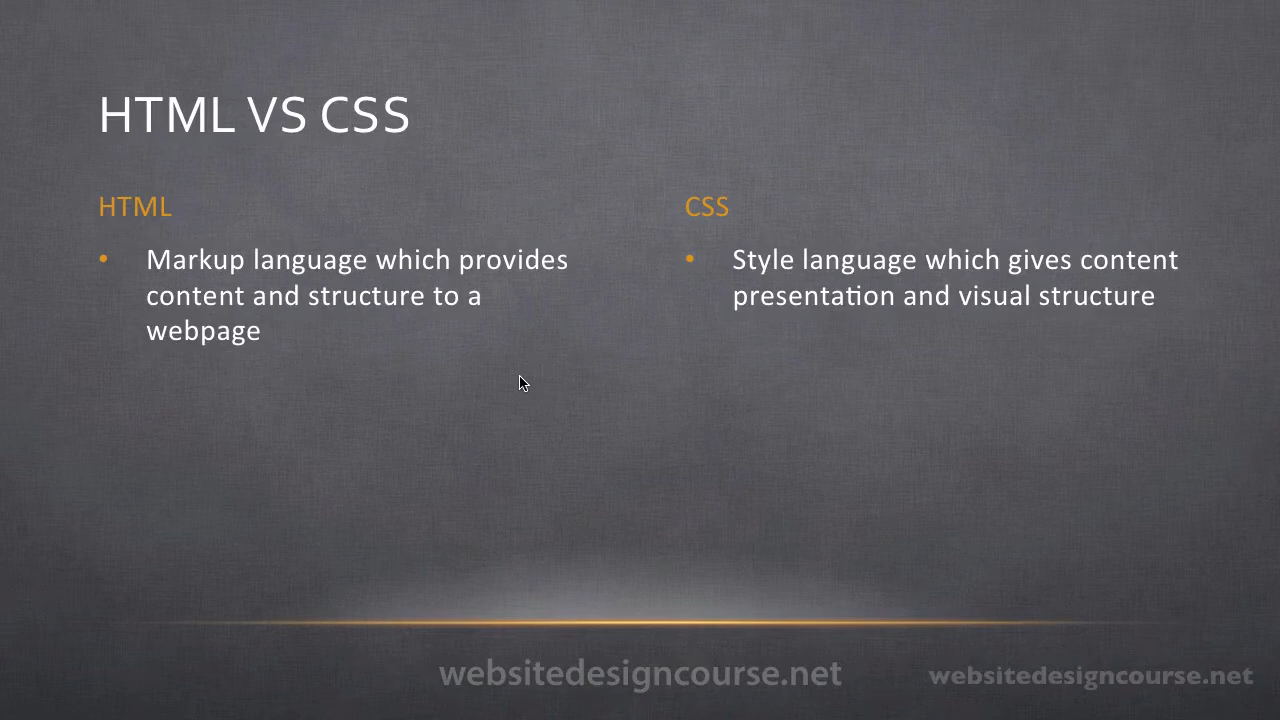 HTML VS CSS
HTML
• Markup language which provides
content and structure to a
webpage
CSS
• Style language which gives content
presentation and visual structure
websitedesigncourse.net
websitedesigncourse.net